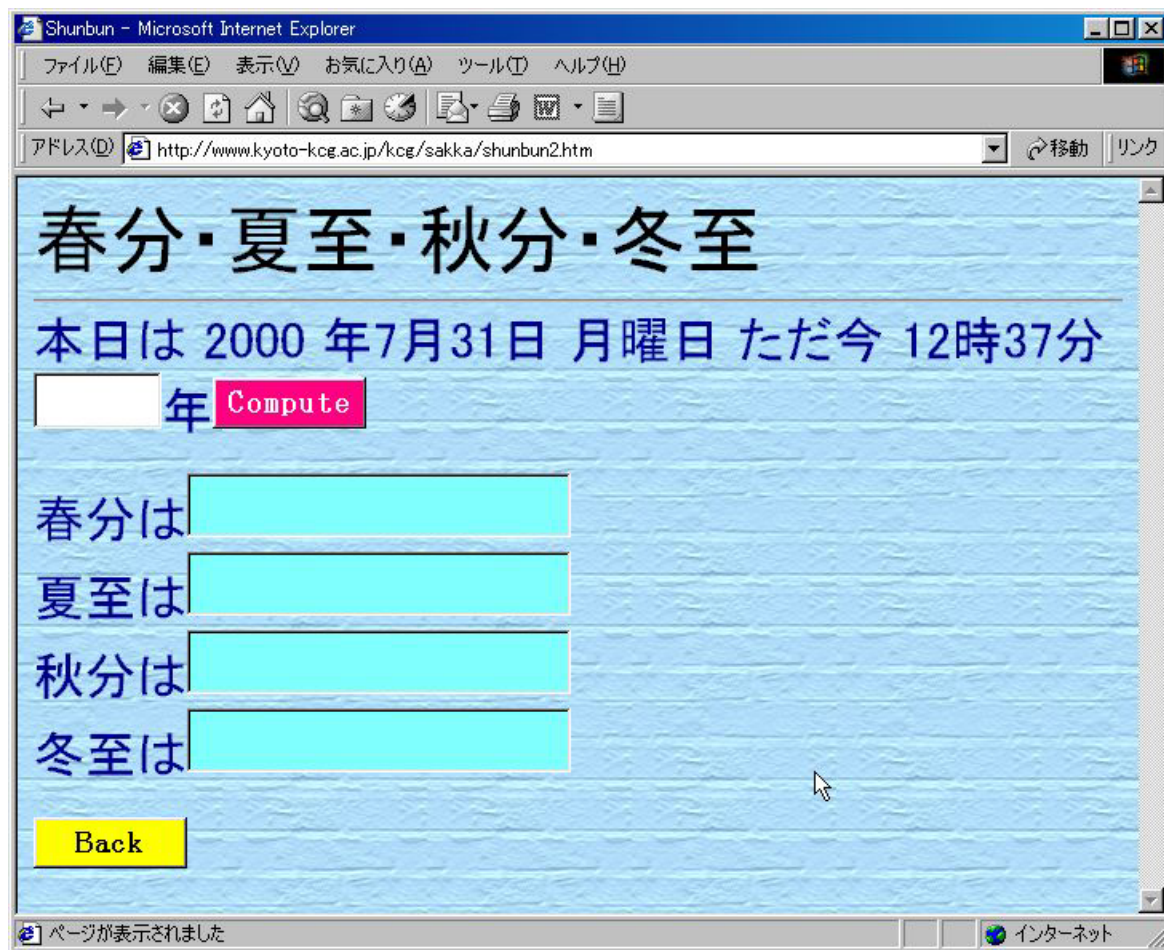 Shunbun - Microsoft Internet Explorer
ファイル(F) 編集(E) 表示(V) お気に入り(A) ツール(T) ヘルプ(H)
アドレス(D) http://www.kyoto-kcg.ac.jp/kcg/sakka/shunbun2.htm 移動 リンク
春分・夏至・秋分・冬至
本日は 2000 年7月31日 月曜日 ただ今 12時37分
年 Compute
春分は
夏至は
秋分は
冬至は
Back
ページが表示されました インターネット